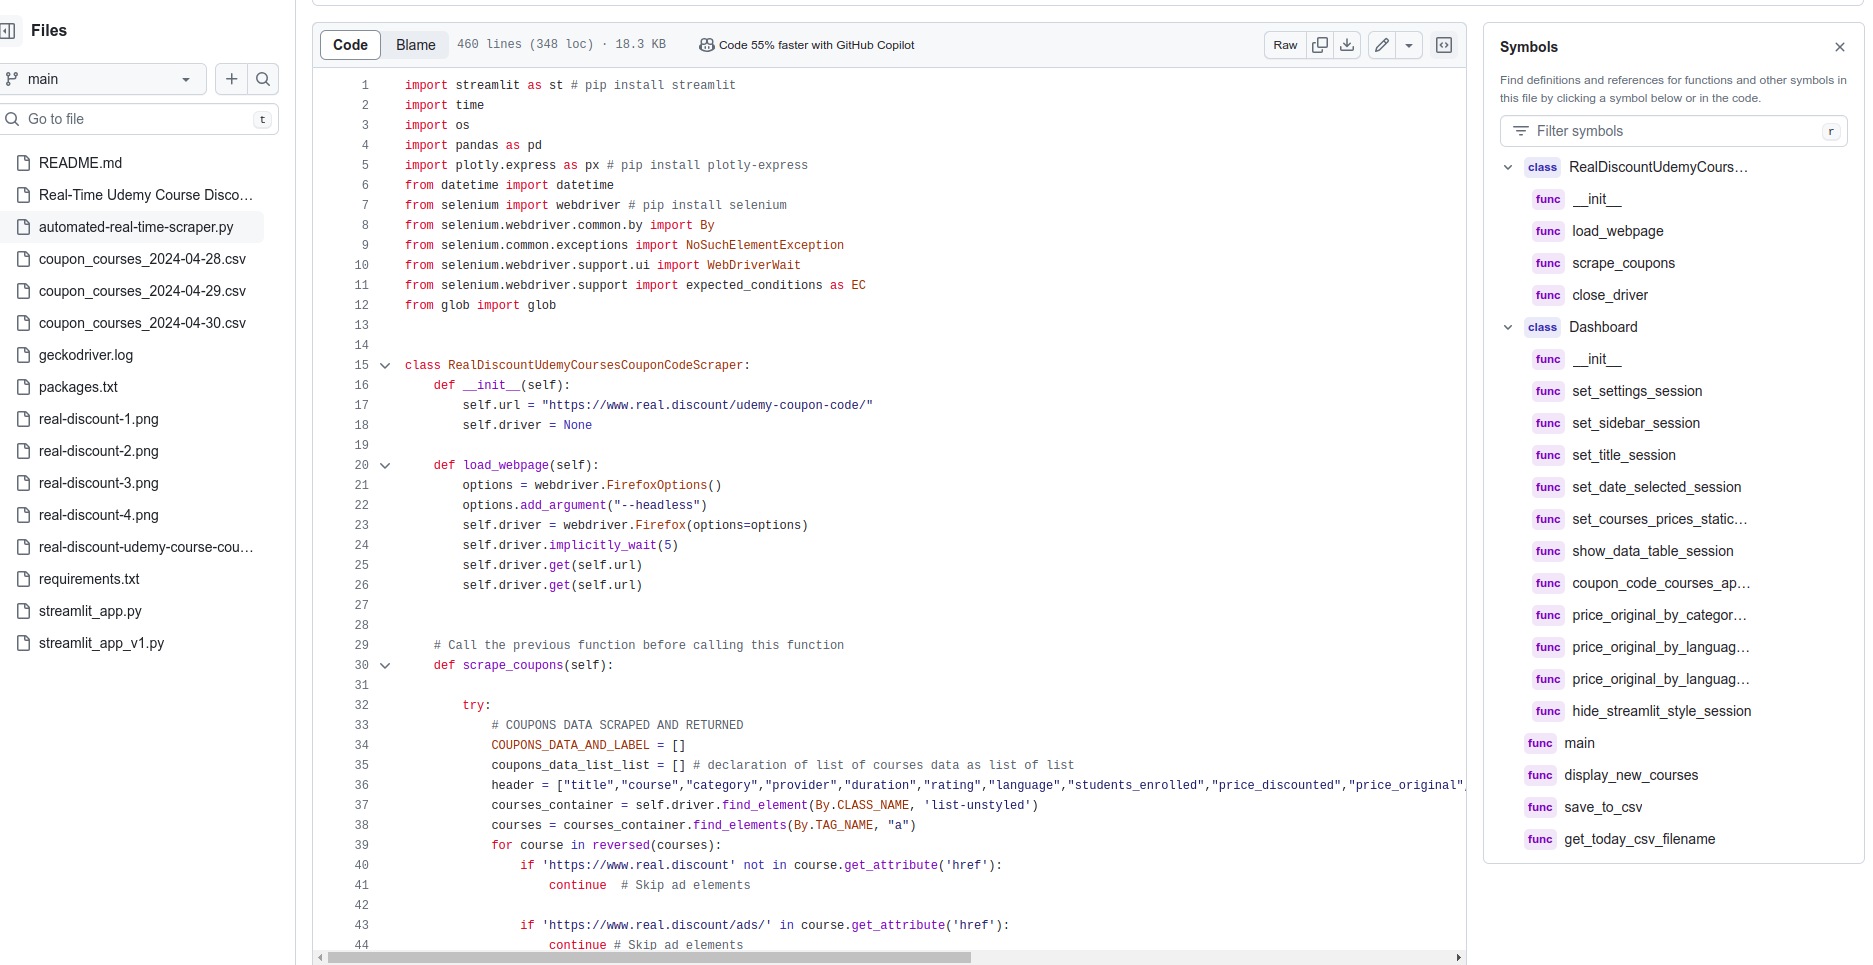 Files
main
Go to file
t
README.md
Real-Time Udemy Course Disco…
automated-real-time-scraper.py
coupon_courses_2024-04-28.csv
coupon_courses_2024-04-29.csv
coupon_courses_2024-04-30.csv
geckodriver.log
packages.txt
real-discount-1.png
real-discount-2.png
real-discount-3.png
real-discount-4.png
real-discount-udemy-course-cou…
requirements.txt
streamlit_app.py
streamlit_app_v1.py
Code Blame 460 lines (348 loc) · 18.3 KB Code 55% faster with GitHub Copilot Raw
1 import streamlit as st # pip install streamlit
2 import time
3 import os
4 import pandas as pd
5 import plotly.express as px # pip install plotly-express
6 from datetime import datetime
7 from selenium import webdriver # pip install selenium
8 from selenium.webdriver.common.by import By
9 from selenium.common.exceptions import NoSuchElementException
10 from selenium.webdriver.support.ui import WebDriverWait
11 from selenium.webdriver.support import expected_conditions as EC
12 from glob import glob
13
14
15 class RealDiscountUdemyCoursesCouponCodeScraper:
16     def __init__(self):
17         self.url = "https://www.real.discount/udemy-coupon-code/"
18         self.driver = None
19
20     def load_webpage(self):
21         options = webdriver.FirefoxOptions()
22         options.add_argument("--headless")
23         self.driver = webdriver.Firefox(options=options)
24         self.driver.implicitly_wait(5)
25         self.driver.get(self.url)
26         self.driver.get(self.url)
27
28
29     # Call the previous function before calling this function
30     def scrape_coupons(self):
31
32         try:
33             # COUPONS DATA SCRAPED AND RETURNED
34             COUPONS_DATA_AND_LABEL = []
35             coupons_data_list_list = [] # declaration of list of courses data as list of list
36             header = ["title","course","category","provider","duration","rating","language","students_enrolled","price_discounted","price_original",
37             courses_container = self.driver.find_element(By.CLASS_NAME, 'list-unstyled')
38             courses = courses_container.find_elements(By.TAG_NAME, "a")
39             for course in reversed(courses):
40                 if 'https://www.real.discount' not in course.get_attribute('href'):
41                     continue  # Skip ad elements
42
43                 if 'https://www.real.discount/ads/' in course.get_attribute('href'):
44                     continue # Skip ad elements
Symbols
Find definitions and references for functions and other symbols in
this file by clicking a symbol below or in the code.
Filter symbols
r
class RealDiscountUdemyCours…
func __init__
func load_webpage
func scrape_coupons
func close_driver
class Dashboard
func __init__
func set_settings_session
func set_sidebar_session
func set_title_session
func set_date_selected_session
func set_courses_prices_static…
func show_data_table_session
func coupon_code_courses_ap…
func price_original_by_categor…
func price_original_by_languag…
func price_original_by_languag…
func hide_streamlit_style_session
func main
func display_new_courses
func save_to_csv
func get_today_csv_filename